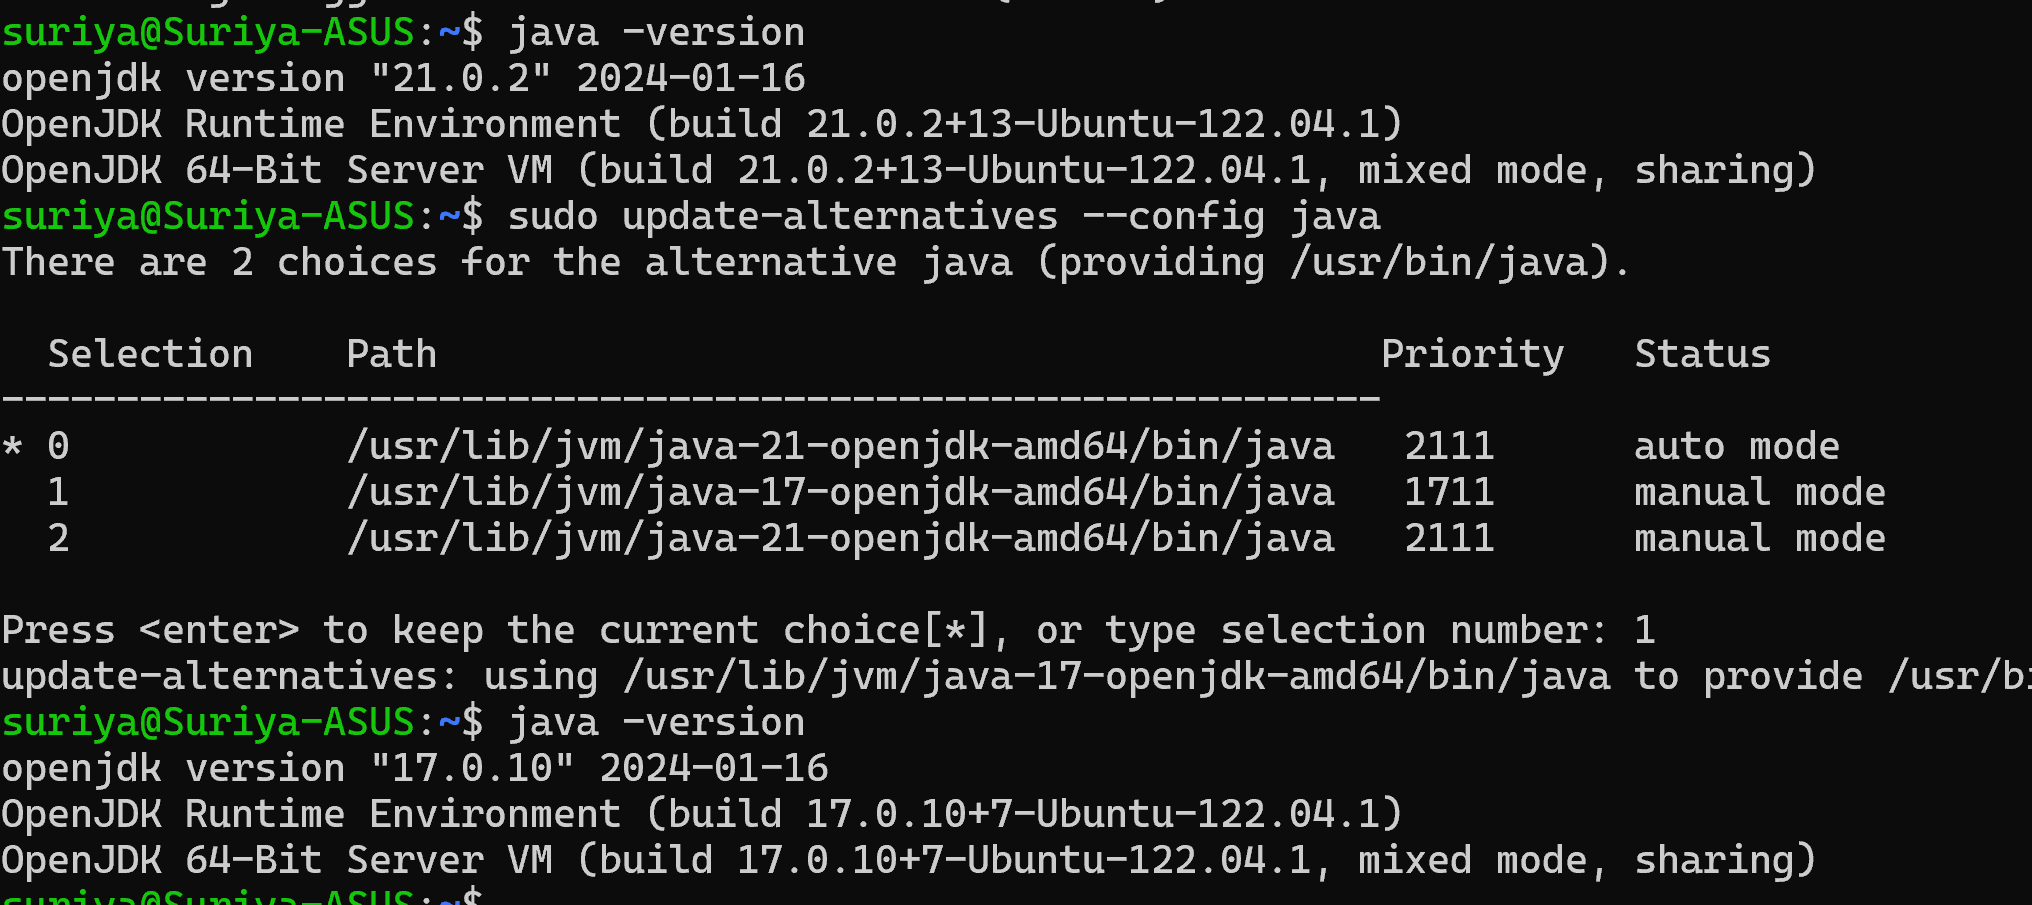 suriya@Suriya-ASUS:~$ java -version
openjdk version "21.0.2" 2024-01-16
OpenJDK Runtime Environment (build 21.0.2+13-Ubuntu-122.04.1)
OpenJDK 64-Bit Server VM (build 21.0.2+13-Ubuntu-122.04.1, mixed mode, sharing)
suriya@Suriya-ASUS:~$ sudo update-alternatives --config java
There are 2 choices for the alternative java (providing /usr/bin/java).
  Selection    Path                                         Priority   Status
------------------------------------------------------------
* 0            /usr/lib/jvm/java-21-openjdk-amd64/bin/java   2111      auto mode
  1            /usr/lib/jvm/java-17-openjdk-amd64/bin/java   1711      manual mode
  2            /usr/lib/jvm/java-21-openjdk-amd64/bin/java   2111      manual mode
Press <enter> to keep the current choice[*], or type selection number: 1
update-alternatives: using /usr/lib/jvm/java-17-openjdk-amd64/bin/java to provide /usr/bi
suriya@Suriya-ASUS:~$ java -version
openjdk version "17.0.10" 2024-01-16
OpenJDK Runtime Environment (build 17.0.10+7-Ubuntu-122.04.1)
OpenJDK 64-Bit Server VM (build 17.0.10+7-Ubuntu-122.04.1, mixed mode, sharing)
suriya@Suriya-ASUS:~$